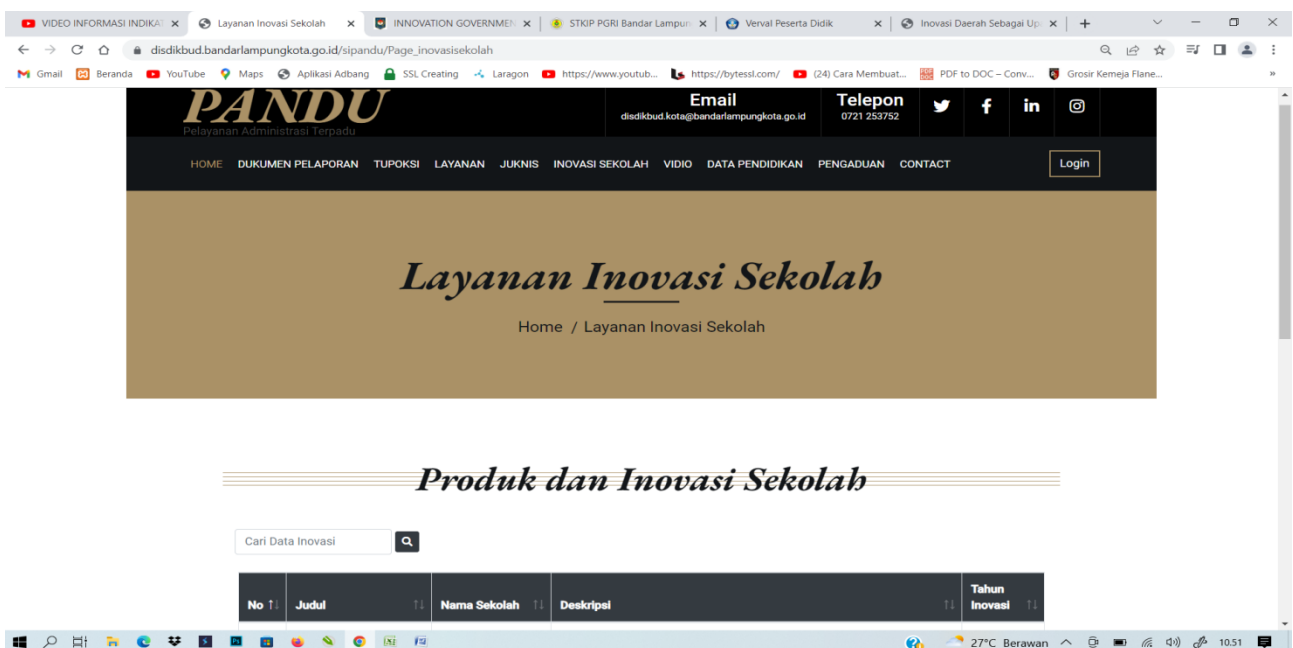 VIDEO INFORMASI INDIKAT
Layanan Inovasi Sekolah
INNOVATION GOVERNMEN
STKIP PGRI Bandar Lampun
Verval Peserta Didik
Inovasi Daerah Sebagai Up
disdikbud.bandarlampungkota.go.id/sipandu/Page_inovasisekolah
Gmail
Beranda
YouTube
Maps
Aplikasi Adbang
SSL Creating
Laragon
https://www.youtub...
https://bytessl.com/
(24) Cara Membuat...
PDF to DOC – Conv...
Grosir Kemeja Flane...
PANDU
Pelayanan Administrasi Terpadu
Email
disdikbud.kota@bandarlampungkota.go.id
Telepon
0721 253752
HOME DUKUMEN PELAPORAN TUPOKSI LAYANAN JUKNIS INOVASI SEKOLAH VIDIO DATA PENDIDIKAN PENGADUAN CONTACT Login
Layanan Inovasi Sekolah
Home / Layanan Inovasi Sekolah
Produk dan Inovasi Sekolah
Cari Data Inovasi
No Judul Nama Sekolah Deskripsi Tahun Inovasi
27°C Berawan 10.51